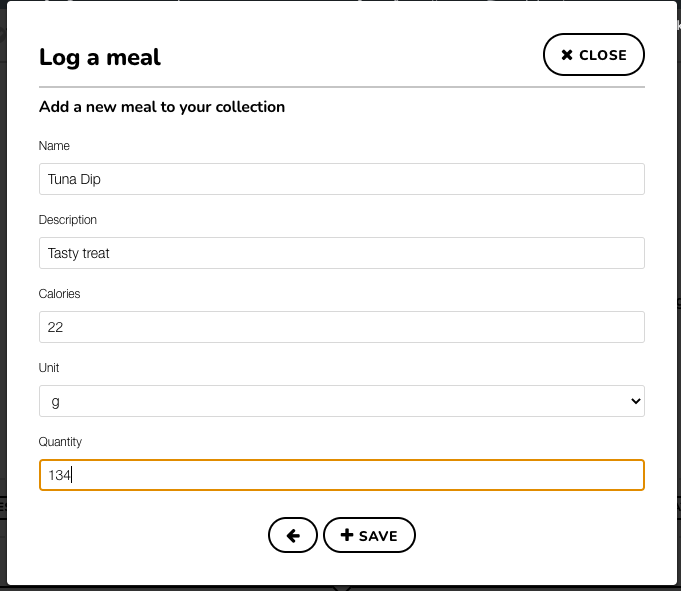 Log a meal
CLOSE
Add a new meal to your collection
Name
Tuna Dip
Description
Tasty treat
Calories
22
Unit
g
Quantity
134
SAVE